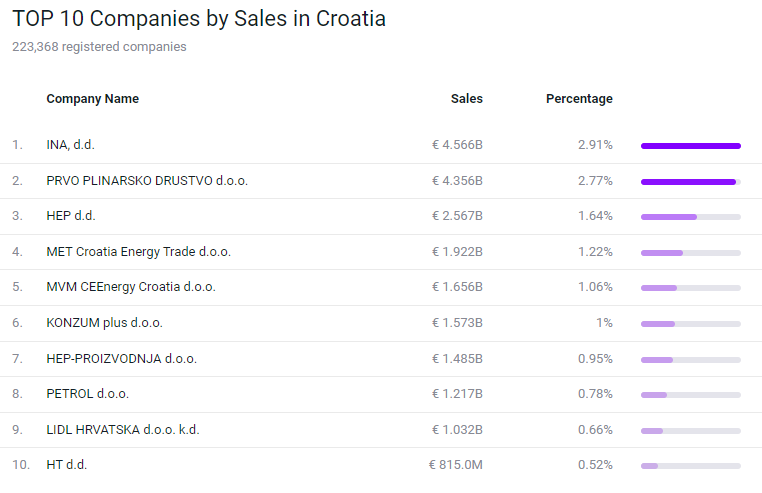 TOP 10 Companies by Sales in Croatia
223,368 registered companies
Company Name Sales Percentage
1. INA, d.d. € 4.566B 2.91%
2. PRVO PLINARSKO DRUSTVO d.o.o. € 4.356B 2.77%
3. HEP d.d. € 2.567B 1.64%
4. MET Croatia Energy Trade d.o.o. € 1.922B 1.22%
5. MVM CEEnergy Croatia d.o.o. € 1.656B 1.06%
6. KONZUM plus d.o.o. € 1.573B 1%
7. HEP-PROIZVODNJA d.o.o. € 1.485B 0.95%
8. PETROL d.o.o. € 1.217B 0.78%
9. LIDL HRVATSKA d.o.o. k.d. € 1.032B 0.66%
10. HT d.d. € 815.0M 0.52%